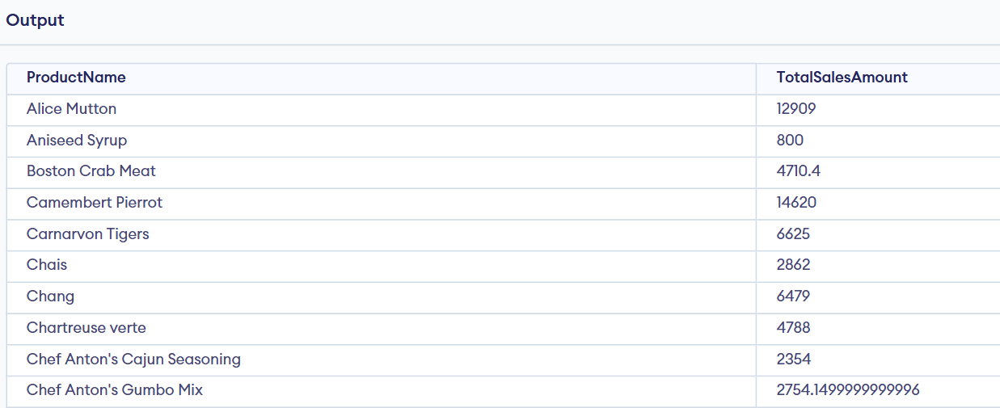 Output
ProductName TotalSalesAmount
Alice Mutton 12909
Aniseed Syrup 800
Boston Crab Meat 4710.4
Camembert Pierrot 14620
Carnarvon Tigers 6625
Chais 2862
Chang 6479
Chartreuse verte 4788
Chef Anton's Cajun Seasoning 2354
Chef Anton's Gumbo Mix 2754.1499999999996